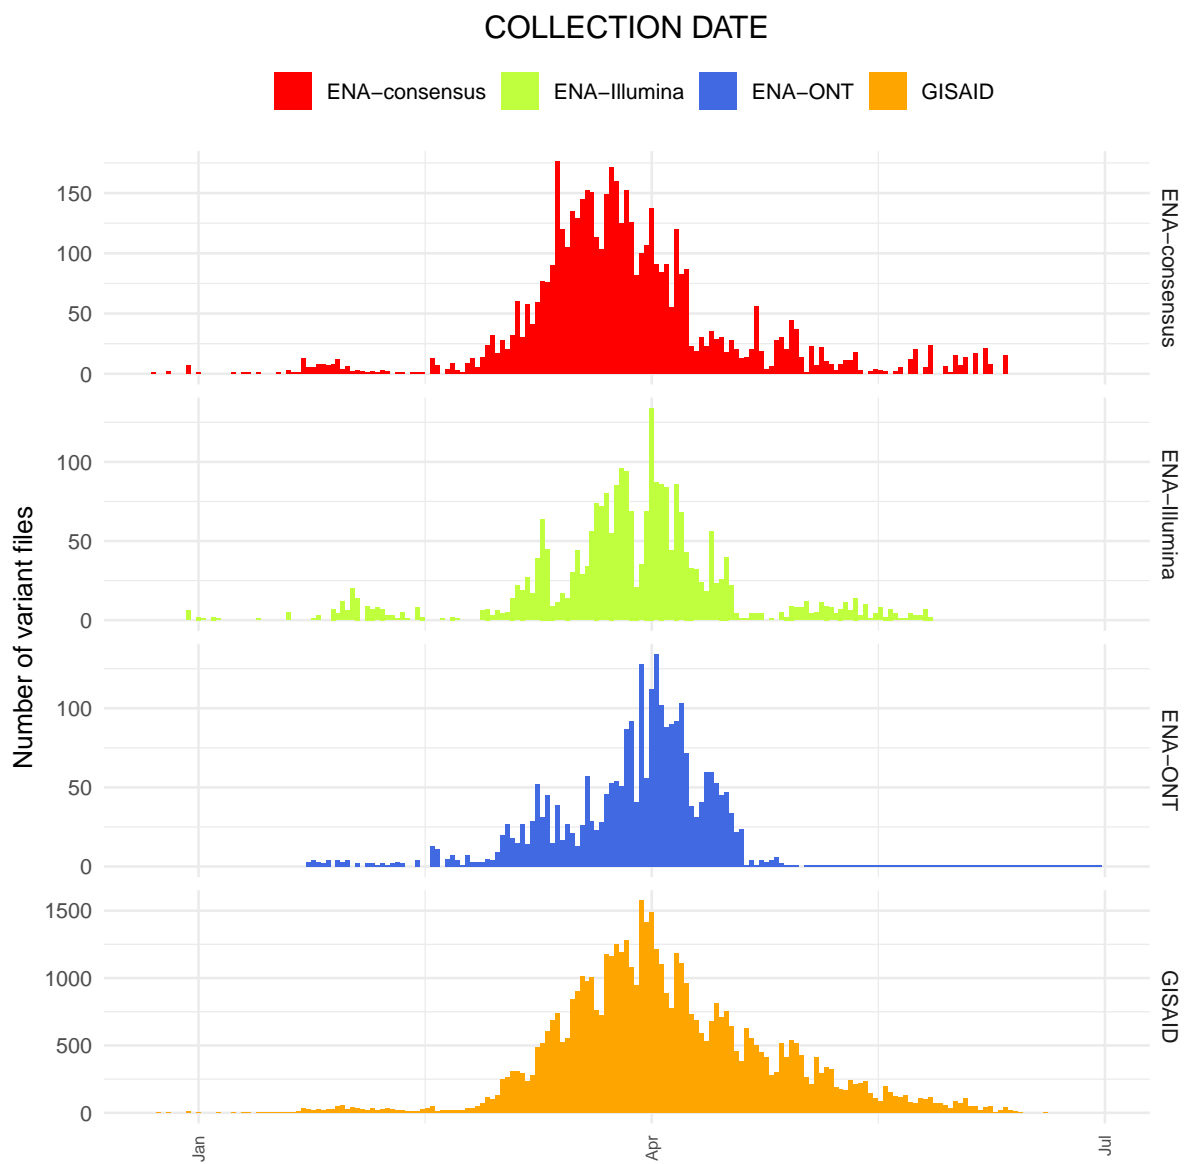 COLLECTION DATE
ENA−consensus ENA−Illumina ENA−ONT GISAID
Number of variant files
150
100
50
0
ENA−consensus
100
50
0
ENA−Illumina
100
50
0
ENA−ONT
1500
1000
500
0
GISAID
Jan Apr Jul